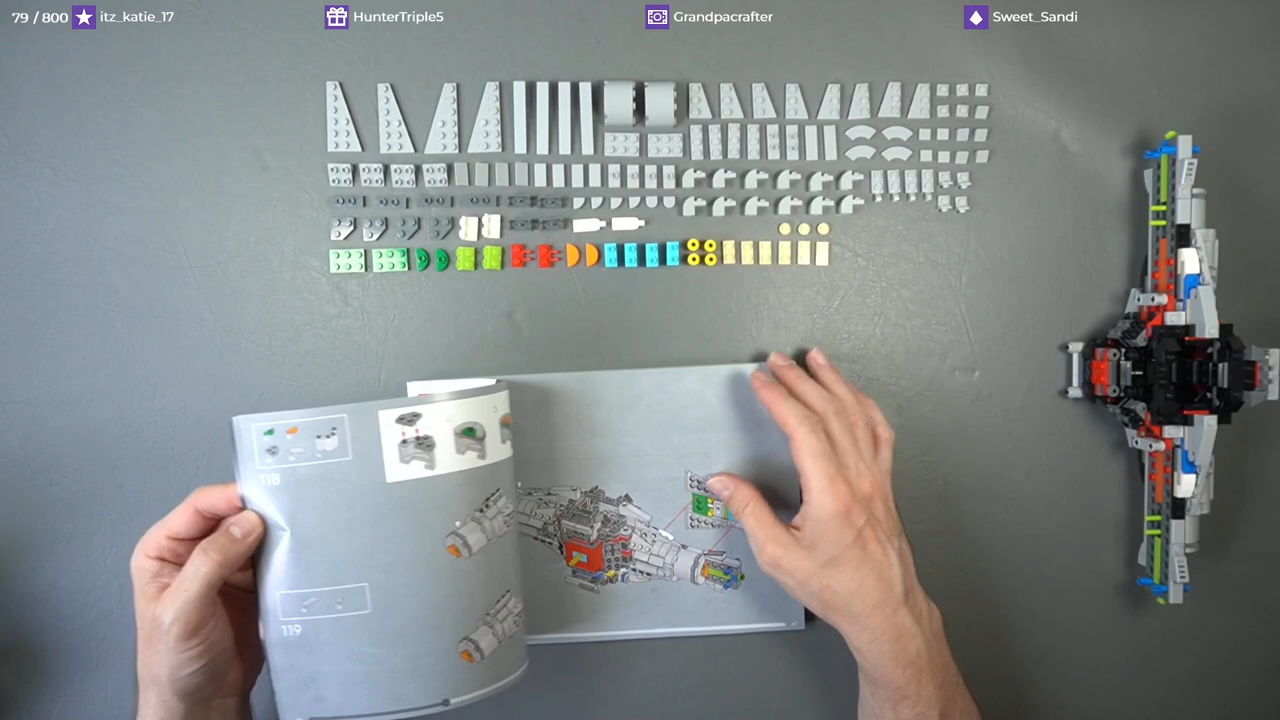 79 / 800 itz_katie_17
HunterTriple5
Grandpacrafter
Sweet_Sandi
118
119